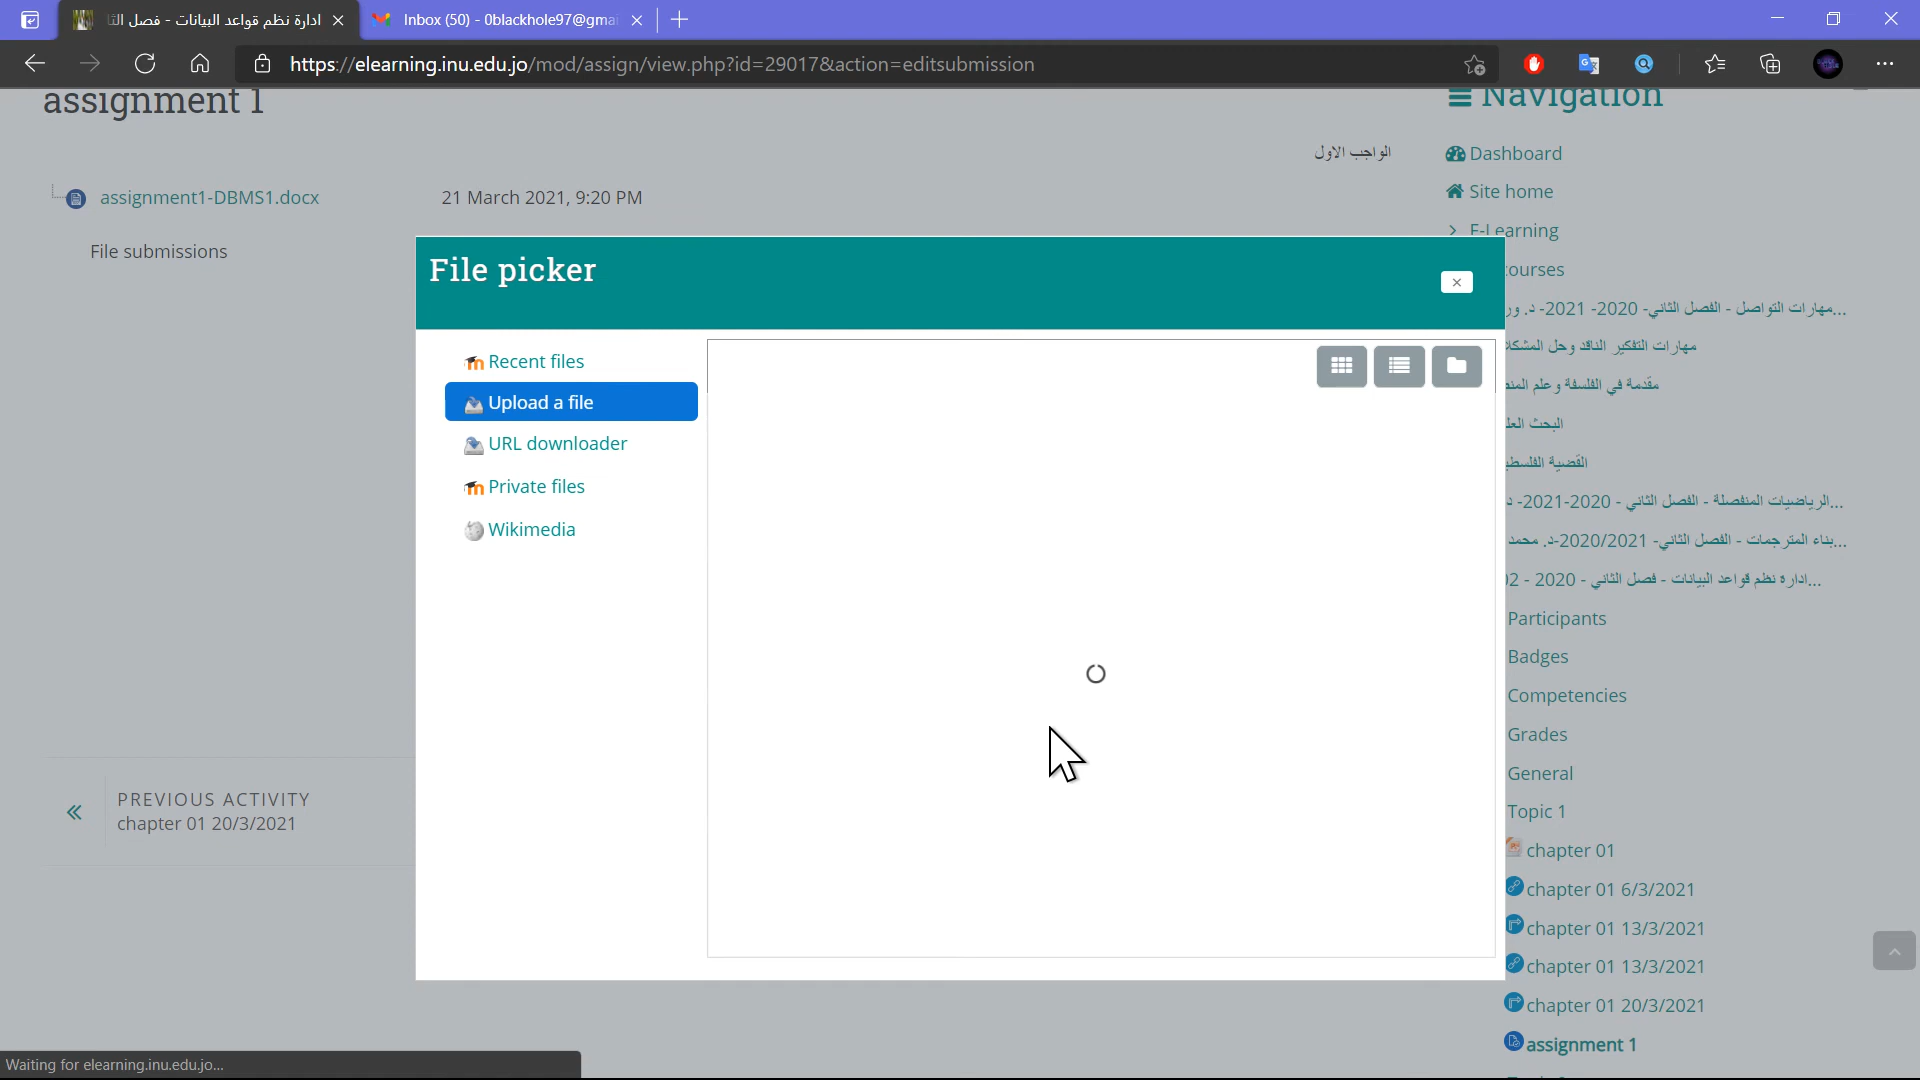 ادارة نظم قواعد البيانات - فصل الثا
Inbox (50) - 0blackhole97@gmai
https://elearning.inu.edu.jo/mod/assign/view.php?id=29017&action=editsubmission
assignment 1
الواجب الاول
assignment1-DBMS1.docx
21 March 2021, 9:20 PM
File submissions
File picker
Recent files
Upload a file
URL downloader
Private files
Wikimedia
PREVIOUS ACTIVITY
chapter 01 20/3/2021
Navigation
Dashboard
Site home
E-Learning
courses
مهارات التواصل - الفصل الثاني- 2020- 2021- د. ور...
مهارات التفكير الناقد وحل المشكلا
مقدمة في الفلسفة وعلم المنط
البحث العلـ
القضية الفلسطي
الرياضيات المنفصلة - الفصل الثاني - 2020-2021- د...
بناء المترجمات - الفصل الثاني- 2020/2021-د. محمد...
ادارة نظم قواعد البيانات - فصل الثاني - 2020 - 02...
Participants
Badges
Competencies
Grades
General
Topic 1
chapter 01
chapter 01 6/3/2021
chapter 01 13/3/2021
chapter 01 13/3/2021
chapter 01 20/3/2021
assignment 1
Waiting for elearning.inu.edu.jo...